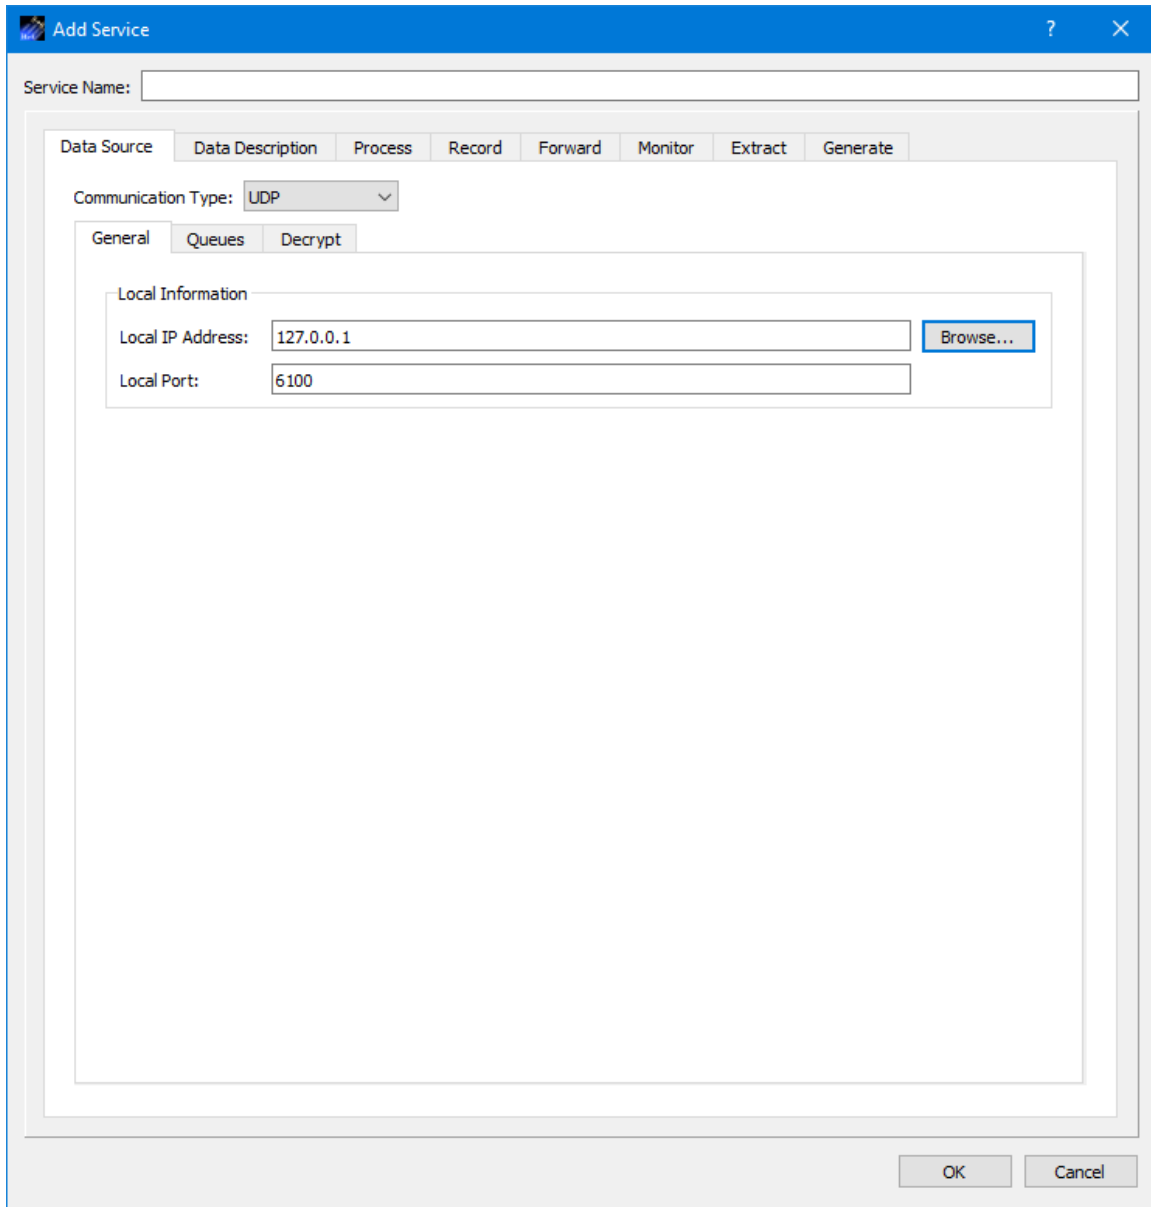 Add Service
Service Name:
Data Source Data Description Process Record Forward Monitor Extract Generate
Communication Type: UDP
General Queues Decrypt
Local Information
Local IP Address: 127.0.0.1 Browse...
Local Port: 6100
OK Cancel